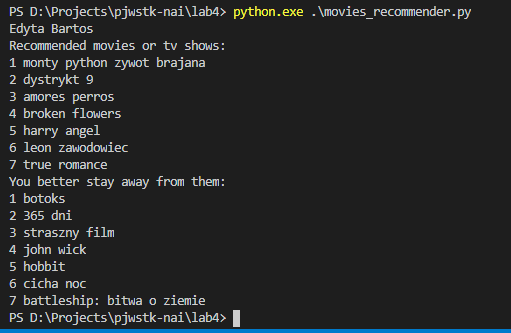 PS D:\Projects\pjwstk-nai\lab4> python.exe .\movies_recommender.py
Edyta Bartos
Recommended movies or tv shows:
1 monty python zywot brajana
2 dystrykt 9
3 amores perros
4 broken flowers
5 harry angel
6 leon zawodowiec
7 true romance
You better stay away from them:
1 botoks
2 365 dni
3 straszny film
4 john wick
5 hobbit
6 cicha noc
7 battleship: bitwa o ziemie
PS D:\Projects\pjwstk-nai\lab4>